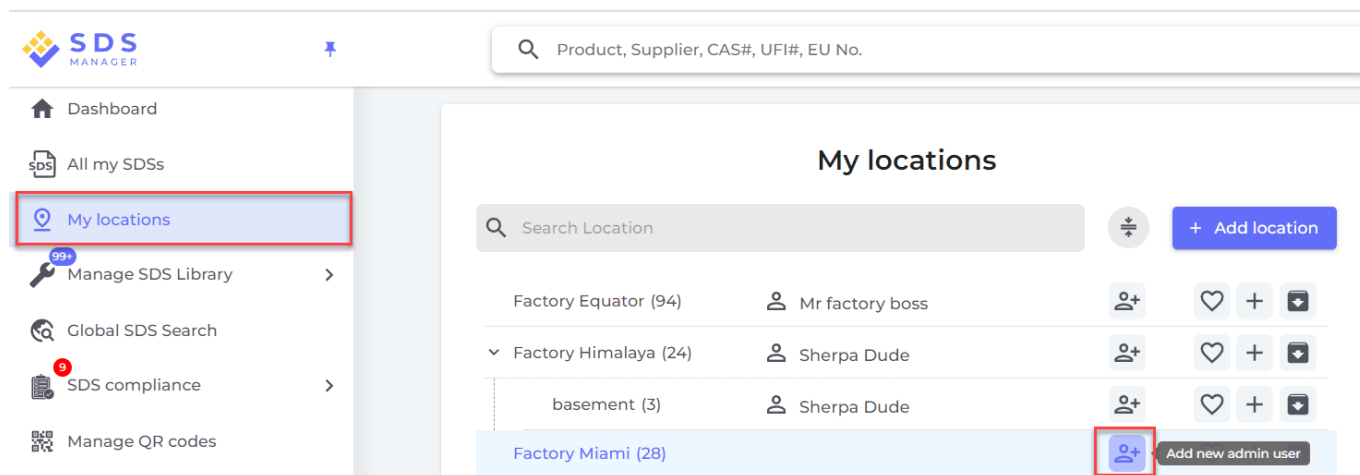 SDS
MANAGER
Product, Supplier, CAS#, UFI#, EU No.
Dashboard
SDS
All my SDSs
My locations
99+
Manage SDS Library
Global SDS Search
9
SDS compliance
Manage QR codes
My locations
Search Location
+ Add location
Factory Equator (94) Mr factory boss
Factory Himalaya (24) Sherpa Dude
basement (3) Sherpa Dude
Factory Miami (28) Add new admin user